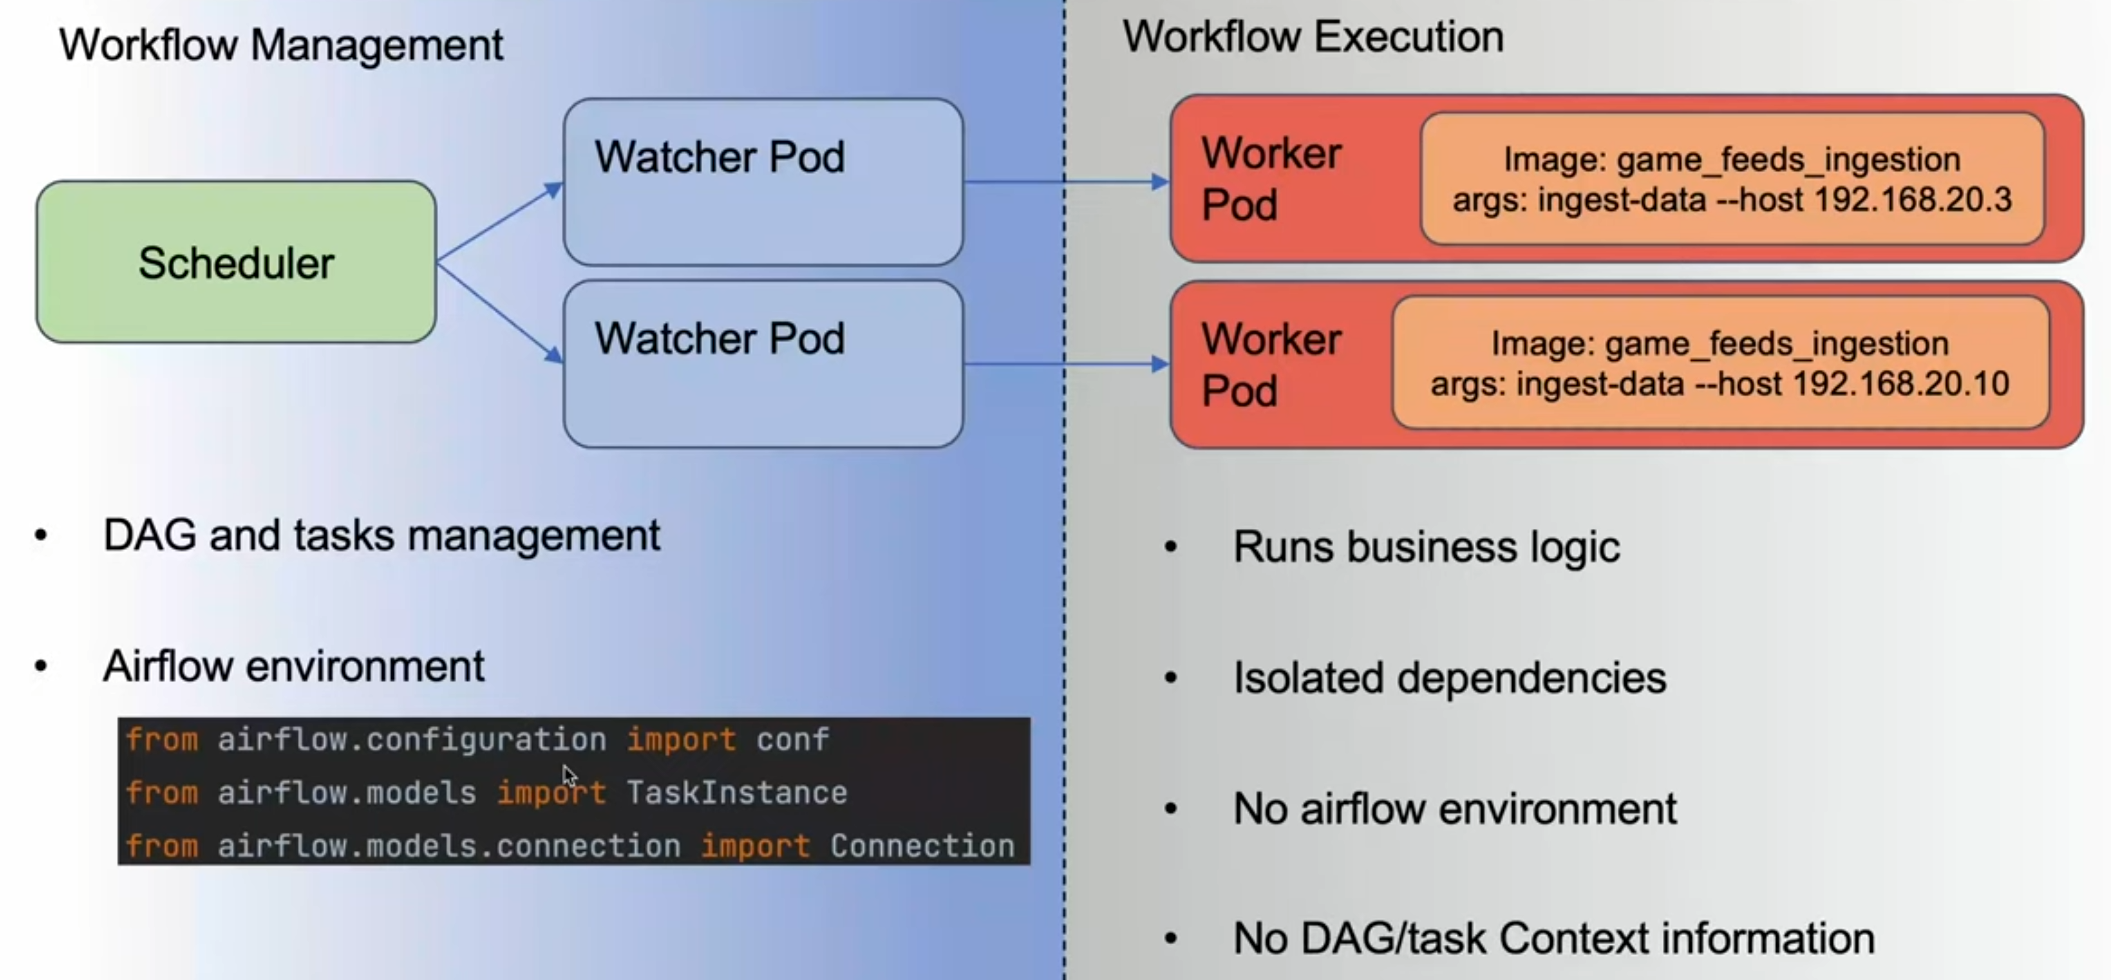 Workflow Management
Scheduler
Watcher Pod
Watcher Pod
• DAG and tasks management
• Airflow environment
from airflow.configuration import conf
from airflow.models import TaskInstance
from airflow.models.connection import Connection
Workflow Execution
Worker
Pod
Image: game_feeds_ingestion
args: ingest-data --host 192.168.20.3
Worker
Pod
Image: game_feeds_ingestion
args: ingest-data --host 192.168.20.10
• Runs business logic
• Isolated dependencies
• No airflow environment
• No DAG/task Context information